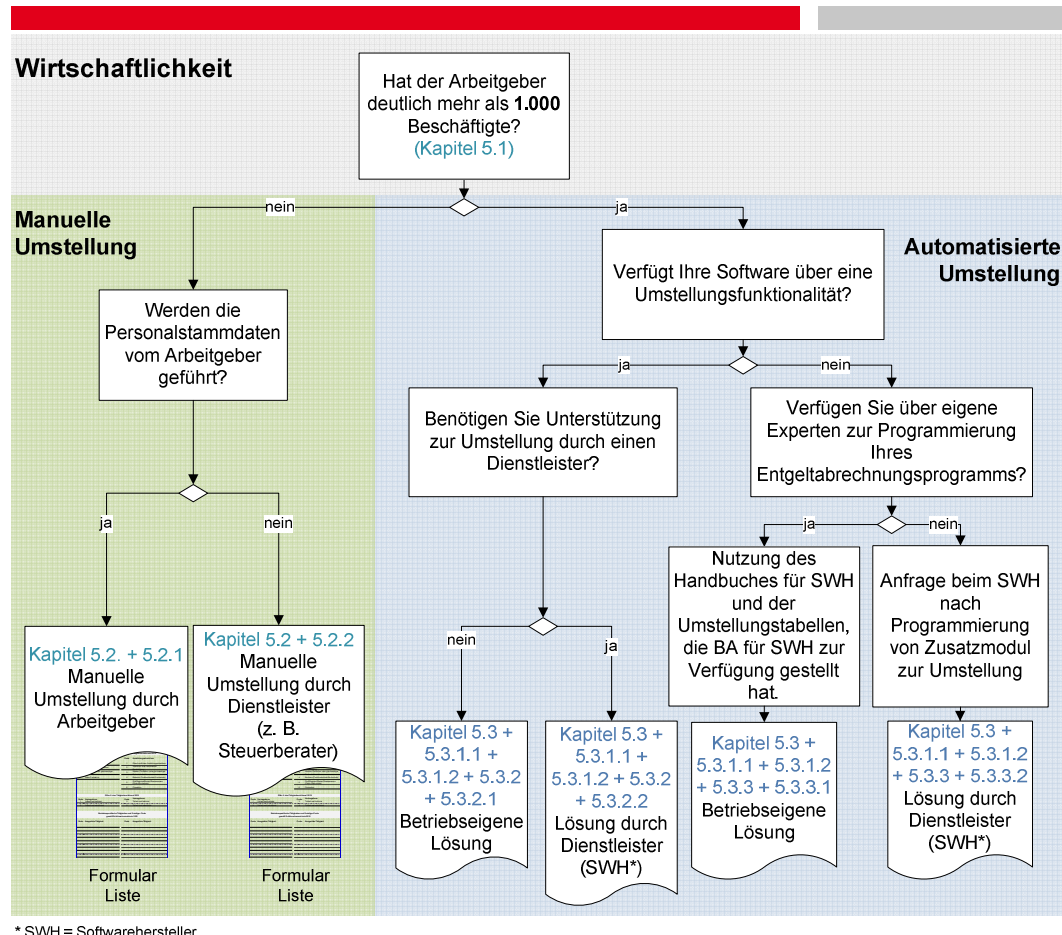 Wirtschaftlichkeit
Hat der Arbeitgeber
deutlich mehr als 1.000
Beschäftigte?
(Kapitel 5.1)
nein
ja
Manuelle
Umstellung
Automatisierte
Umstellung
Verfügt Ihre Software über eine
Umstellungsfunktionalität?
Werden die
Personalstammdaten
vom Arbeitgeber
geführt?
ja
nein
Benötigen Sie Unterstützung
zur Umstellung durch einen
Dienstleister?
Verfügen Sie über eigene
Experten zur Programmierung
Ihres
Entgeltabrechnungsprogramms?
ja
nein
ja
nein
Nutzung des
Handbuches für SWH
und der
Umstellungstabellen,
die BA für SWH zur
Verfügung gestellt
hat.
Anfrage beim SWH
nach
Programmierung
von Zusatzmodul
zur Umstellung
nein
ja
Kapitel 5.2. + 5.2.1
Manuelle
Umstellung durch
Arbeitgeber
Kapitel 5.2 + 5.2.2
Manuelle
Umstellung durch
Dienstleister
(z. B.
Steuerberater)
Kapitel 5.3 +
5.3.1.1 +
5.3.1.2 + 5.3.2
+ 5.3.2.1
Betriebseigene
Lösung
Kapitel 5.3 +
5.3.1.1 +
5.3.1.2 + 5.3.2
+ 5.3.2.2
Lösung durch
Dienstleister
(SWH*)
Kapitel 5.3 +
5.3.1.1 + 5.3.1.2
+ 5.3.3 + 5.3.3.1
Betriebseigene
Lösung
Kapitel 5.3 +
5.3.1.1 + 5.3.1.2
+ 5.3.3 + 5.3.3.2
Lösung durch
Dienstleister
(SWH*)
Formular
Liste
Formular
Liste
* SWH = Softwarehersteller